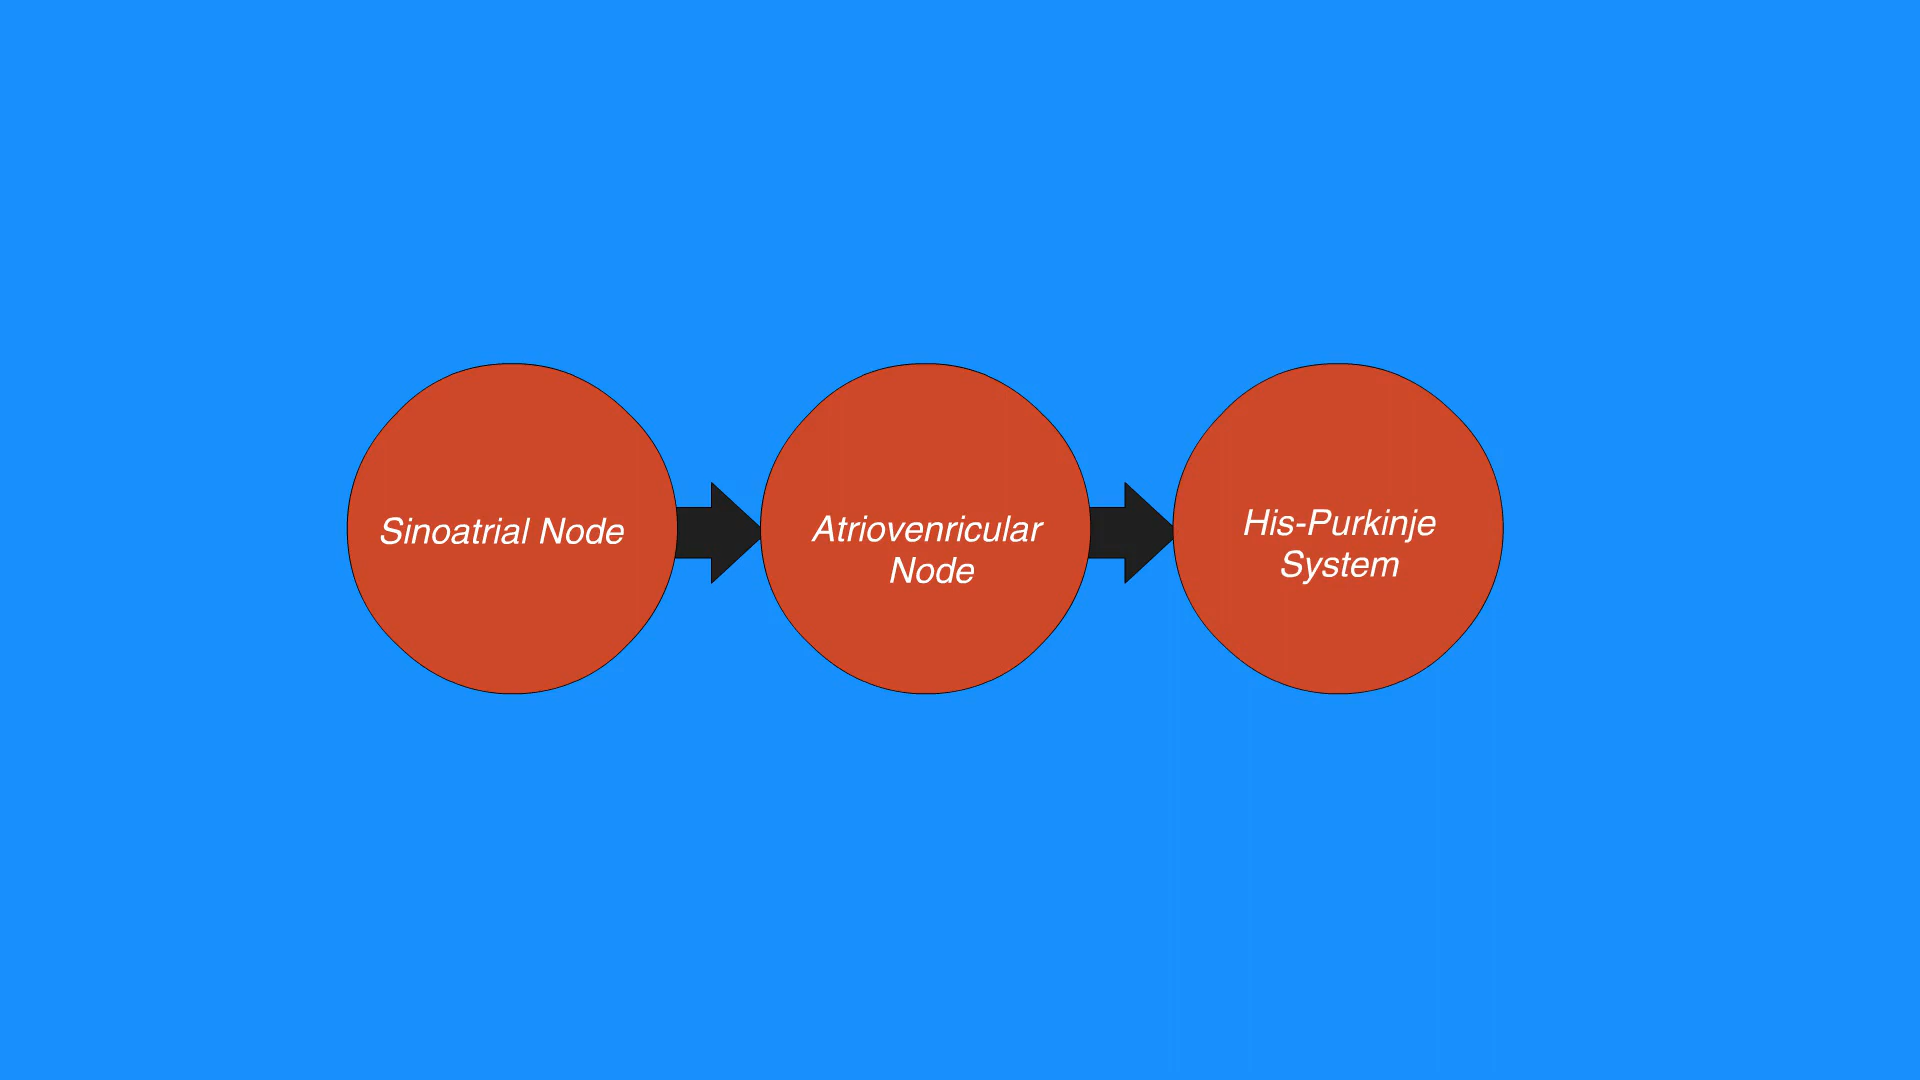 Sinoatrial Node
Atriovenricular
Node
His-Purkinje
System